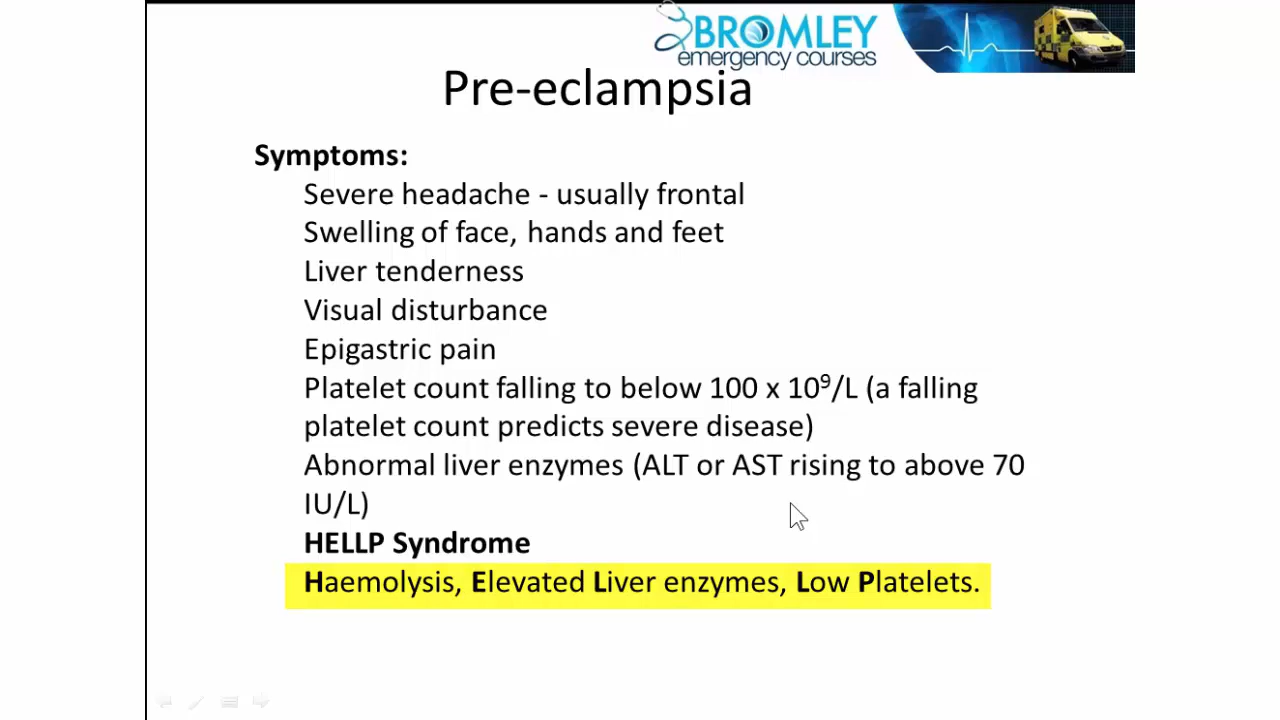 BROMLEY
emergency courses
Pre-eclampsia
Symptoms:
Severe headache - usually frontal
Swelling of face, hands and feet
Liver tenderness
Visual disturbance
Epigastric pain
Platelet count falling to below 100 x 10⁹/L (a falling
platelet count predicts severe disease)
Abnormal liver enzymes (ALT or AST rising to above 70
IU/L)
HELLP Syndrome
Haemolysis, Elevated Liver enzymes, Low Platelets.